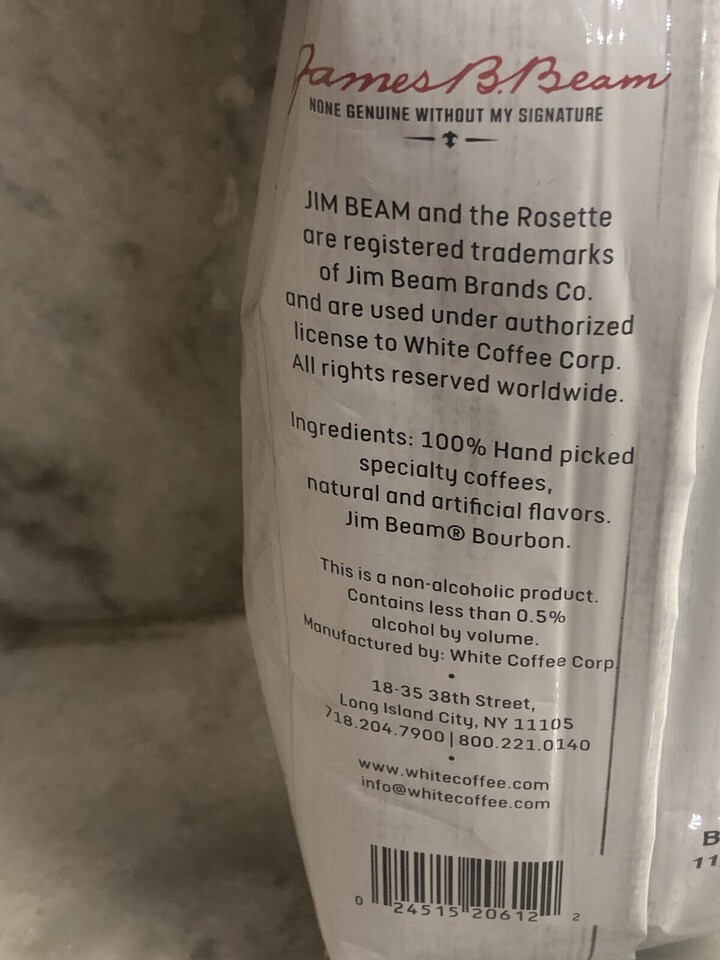 James B. Beam
NONE GENUINE WITHOUT MY SIGNATURE
JIM BEAM and the Rosette
are registered trademarks
of Jim Beam Brands Co.
and are used under authorized
license to White Coffee Corp.
All rights reserved worldwide.
Ingredients: 100% Hand picked
specialty coffees,
natural and artificial flavors.
Jim Beam® Bourbon.
This is a non-alcoholic product.
Contains less than 0.5%
alcohol by volume.
Manufactured by: White Coffee Corp.
•
18-35 38th Street,
Long Island City, NY 11105
718.204.7900 | 800.221.0140
•
www.whitecoffee.com
info@whitecoffee.com
0 24515 20612 2
B
11